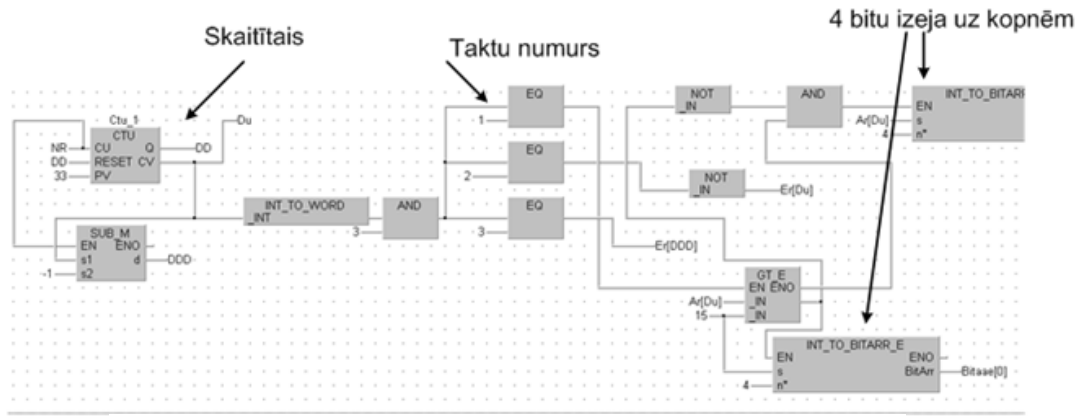 4 bitu izeja uz kopnēm
Skaitītais
Taktu numurs
Ctu_1
CTU
NR CU Q DD
DD RESET CV
33 PV
Du
SUB_M
EN ENO
s1 d DDD
-1 s2
INT_TO_WORD
_INT
AND
3
EQ
1
EQ
2
EQ
3
NOT
_IN
AND
INT_TO_BITARR
EN
Ar[Du] s
4 n*
NOT
_IN Er[Du]
Er[DDD]
GT_E
EN ENO
Ar[Du] _IN
15 _IN
INT_TO_BITARR_E
EN ENO
s BitArr Bitaae[0]
4 n*